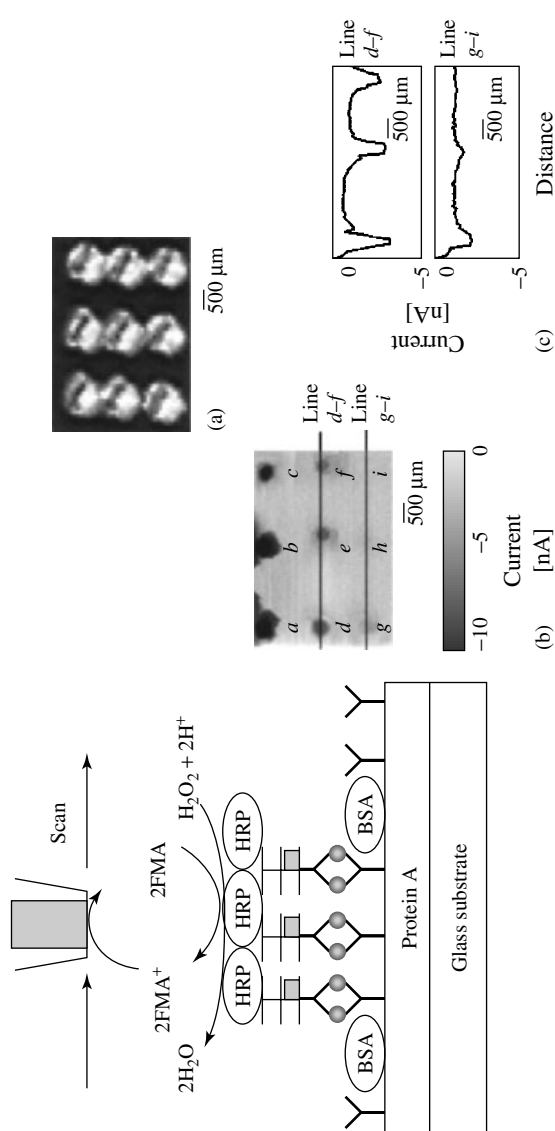 Scan
2FMA⁺
2FMA
2H₂O
H₂O₂ + 2H⁺
HRP HRP HRP
BSA BSA
Protein A
Glass substrate
500 μm
(a)
a b c
d e f
g h i
Line
d–f
Line
g–i
500 μm
−10 −5 0
Current
[nA]
(b)
Current
[nA]
0
−5
500 μm
Line
d–f
0
−5
500 μm
Line
g–i
Distance
(c)